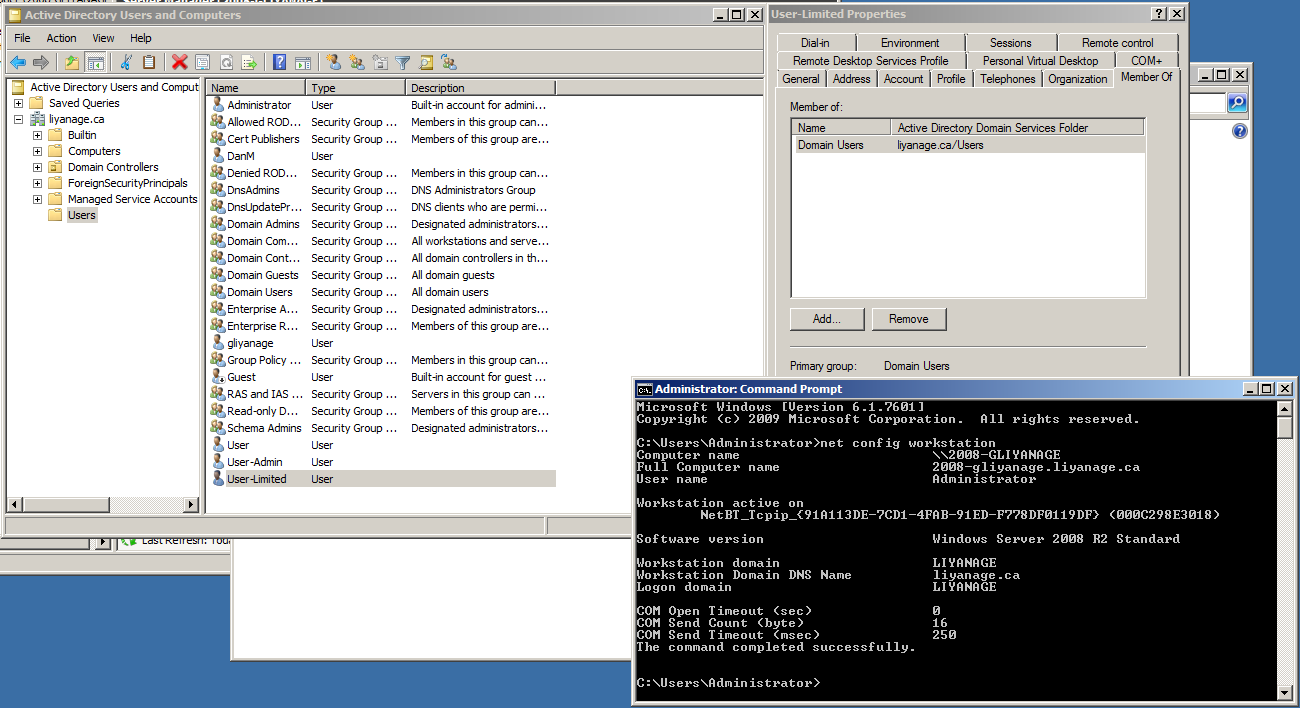 Active Directory Users and Computers
File Action View Help
Active Directory Users and Comput
Saved Queries
liyanage.ca
Builtin
Computers
Domain Controllers
ForeignSecurityPrincipals
Managed Service Accounts
Users
Name Type Description
Administrator User Built-in account for admini...
Allowed ROD... Security Group ... Members in this group can...
Cert Publishers Security Group ... Members of this group are...
DanM User
Denied ROD... Security Group ... Members in this group can...
DnsAdmins Security Group ... DNS Administrators Group
DnsUpdatePr... Security Group ... DNS clients who are permi...
Domain Admins Security Group ... Designated administrators...
Domain Com... Security Group ... All workstations and serve...
Domain Cont... Security Group ... All domain controllers in th...
Domain Guests Security Group ... All domain guests
Domain Users Security Group ... All domain users
Enterprise A... Security Group ... Designated administrators...
Enterprise R... Security Group ... Members of this group are...
gliyanage User
Group Policy ... Security Group ... Members in this group can...
Guest User Built-in account for guest ...
RAS and IAS ... Security Group ... Servers in this group can ...
Read-only D... Security Group ... Members of this group are...
Schema Admins Security Group ... Designated administrators...
User User
User-Admin User
User-Limited User
Last Refresh: Toda
User-Limited Properties
Dial-in Environment Sessions Remote control
Remote Desktop Services Profile Personal Virtual Desktop COM+
General Address Account Profile Telephones Organization Member Of
Member of:
Name Active Directory Domain Services Folder
Domain Users liyanage.ca/Users
Add... Remove
Primary group: Domain Users
Administrator: Command Prompt
Microsoft Windows [Version 6.1.7601]
Copyright (c) 2009 Microsoft Corporation. All rights reserved.
C:\Users\Administrator>net config workstation
Computer name \\2008-GLIYANAGE
Full Computer name 2008-gliyanage.liyanage.ca
User name Administrator
Workstation active on
NetBT_Tcpip_{91A113DE-7CD1-4FAB-91ED-F778DF0119DF} (000C298E3018)
Software version Windows Server 2008 R2 Standard
Workstation domain LIYANAGE
Workstation Domain DNS Name liyanage.ca
Logon domain LIYANAGE
COM Open Timeout (sec) 0
COM Send Count (byte) 16
COM Send Timeout (msec) 250
The command completed successfully.
C:\Users\Administrator>